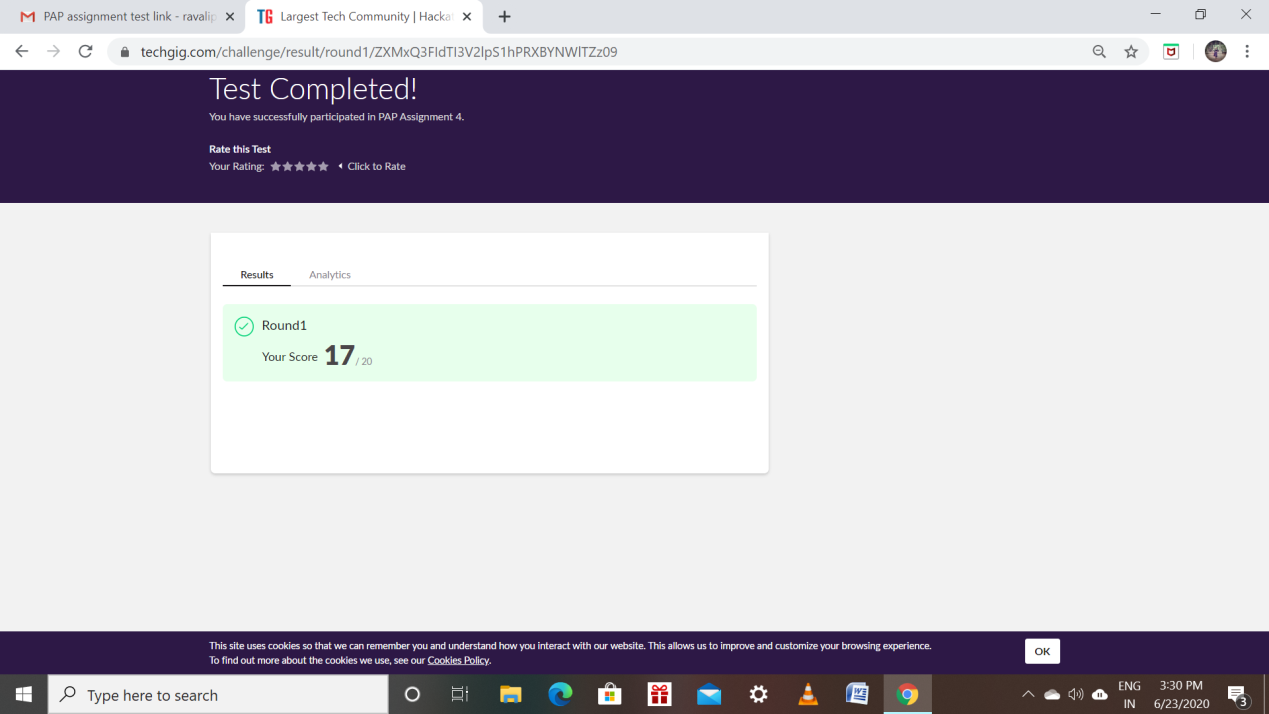 PAP assignment test link - ravalip
TG Largest Tech Community | Hackat
techgig.com/challenge/result/round1/ZXMxQ3FIdTI3V2lpS1hPRXBYNWlTZz09
Test Completed!
You have successfully participated in PAP Assignment 4.
Rate this Test
Your Rating: Click to Rate
Results Analytics
Round1
Your Score 17 / 20
This site uses cookies so that we can remember you and understand how you interact with our website. This allows us to improve and customize your browsing experience.
To find out more about the cookies we use, see our Cookies Policy.
OK
Type here to search
ENG 3:30 PM
IN 6/23/2020
3